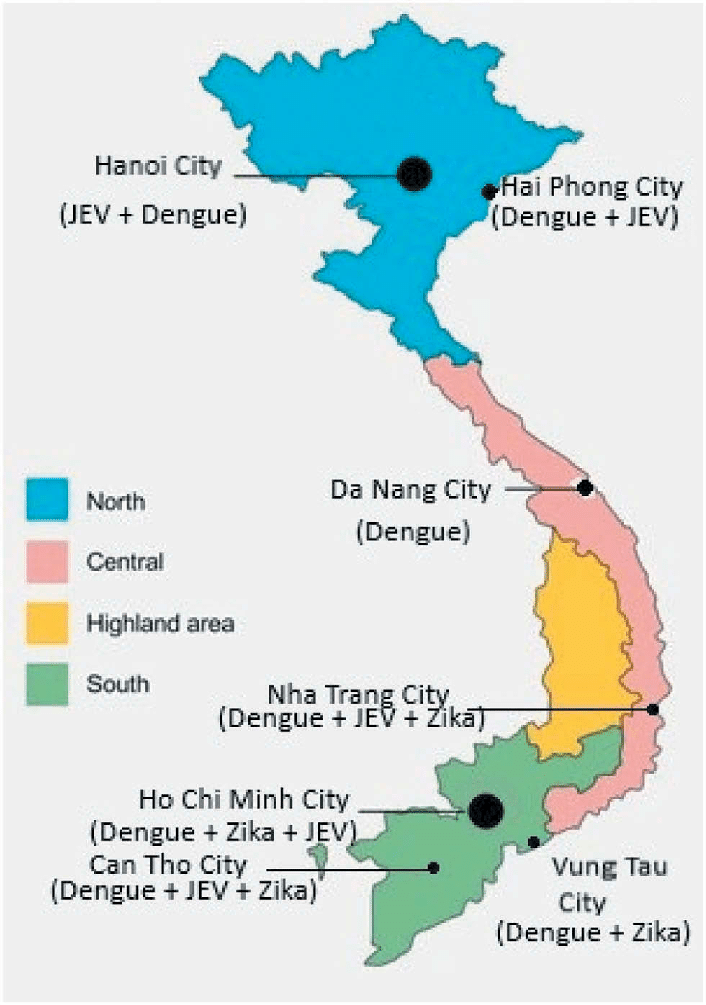 Hanoi City
(JEV + Dengue)
Hai Phong City
(Dengue + JEV)
Da Nang City
(Dengue)
North
Central
Highland area
South
Nha Trang City
(Dengue + JEV + Zika)
Ho Chi Minh City
(Dengue + Zika + JEV)
Can Tho City
(Dengue + JEV + Zika)
Vung Tau
City
(Dengue + Zika)